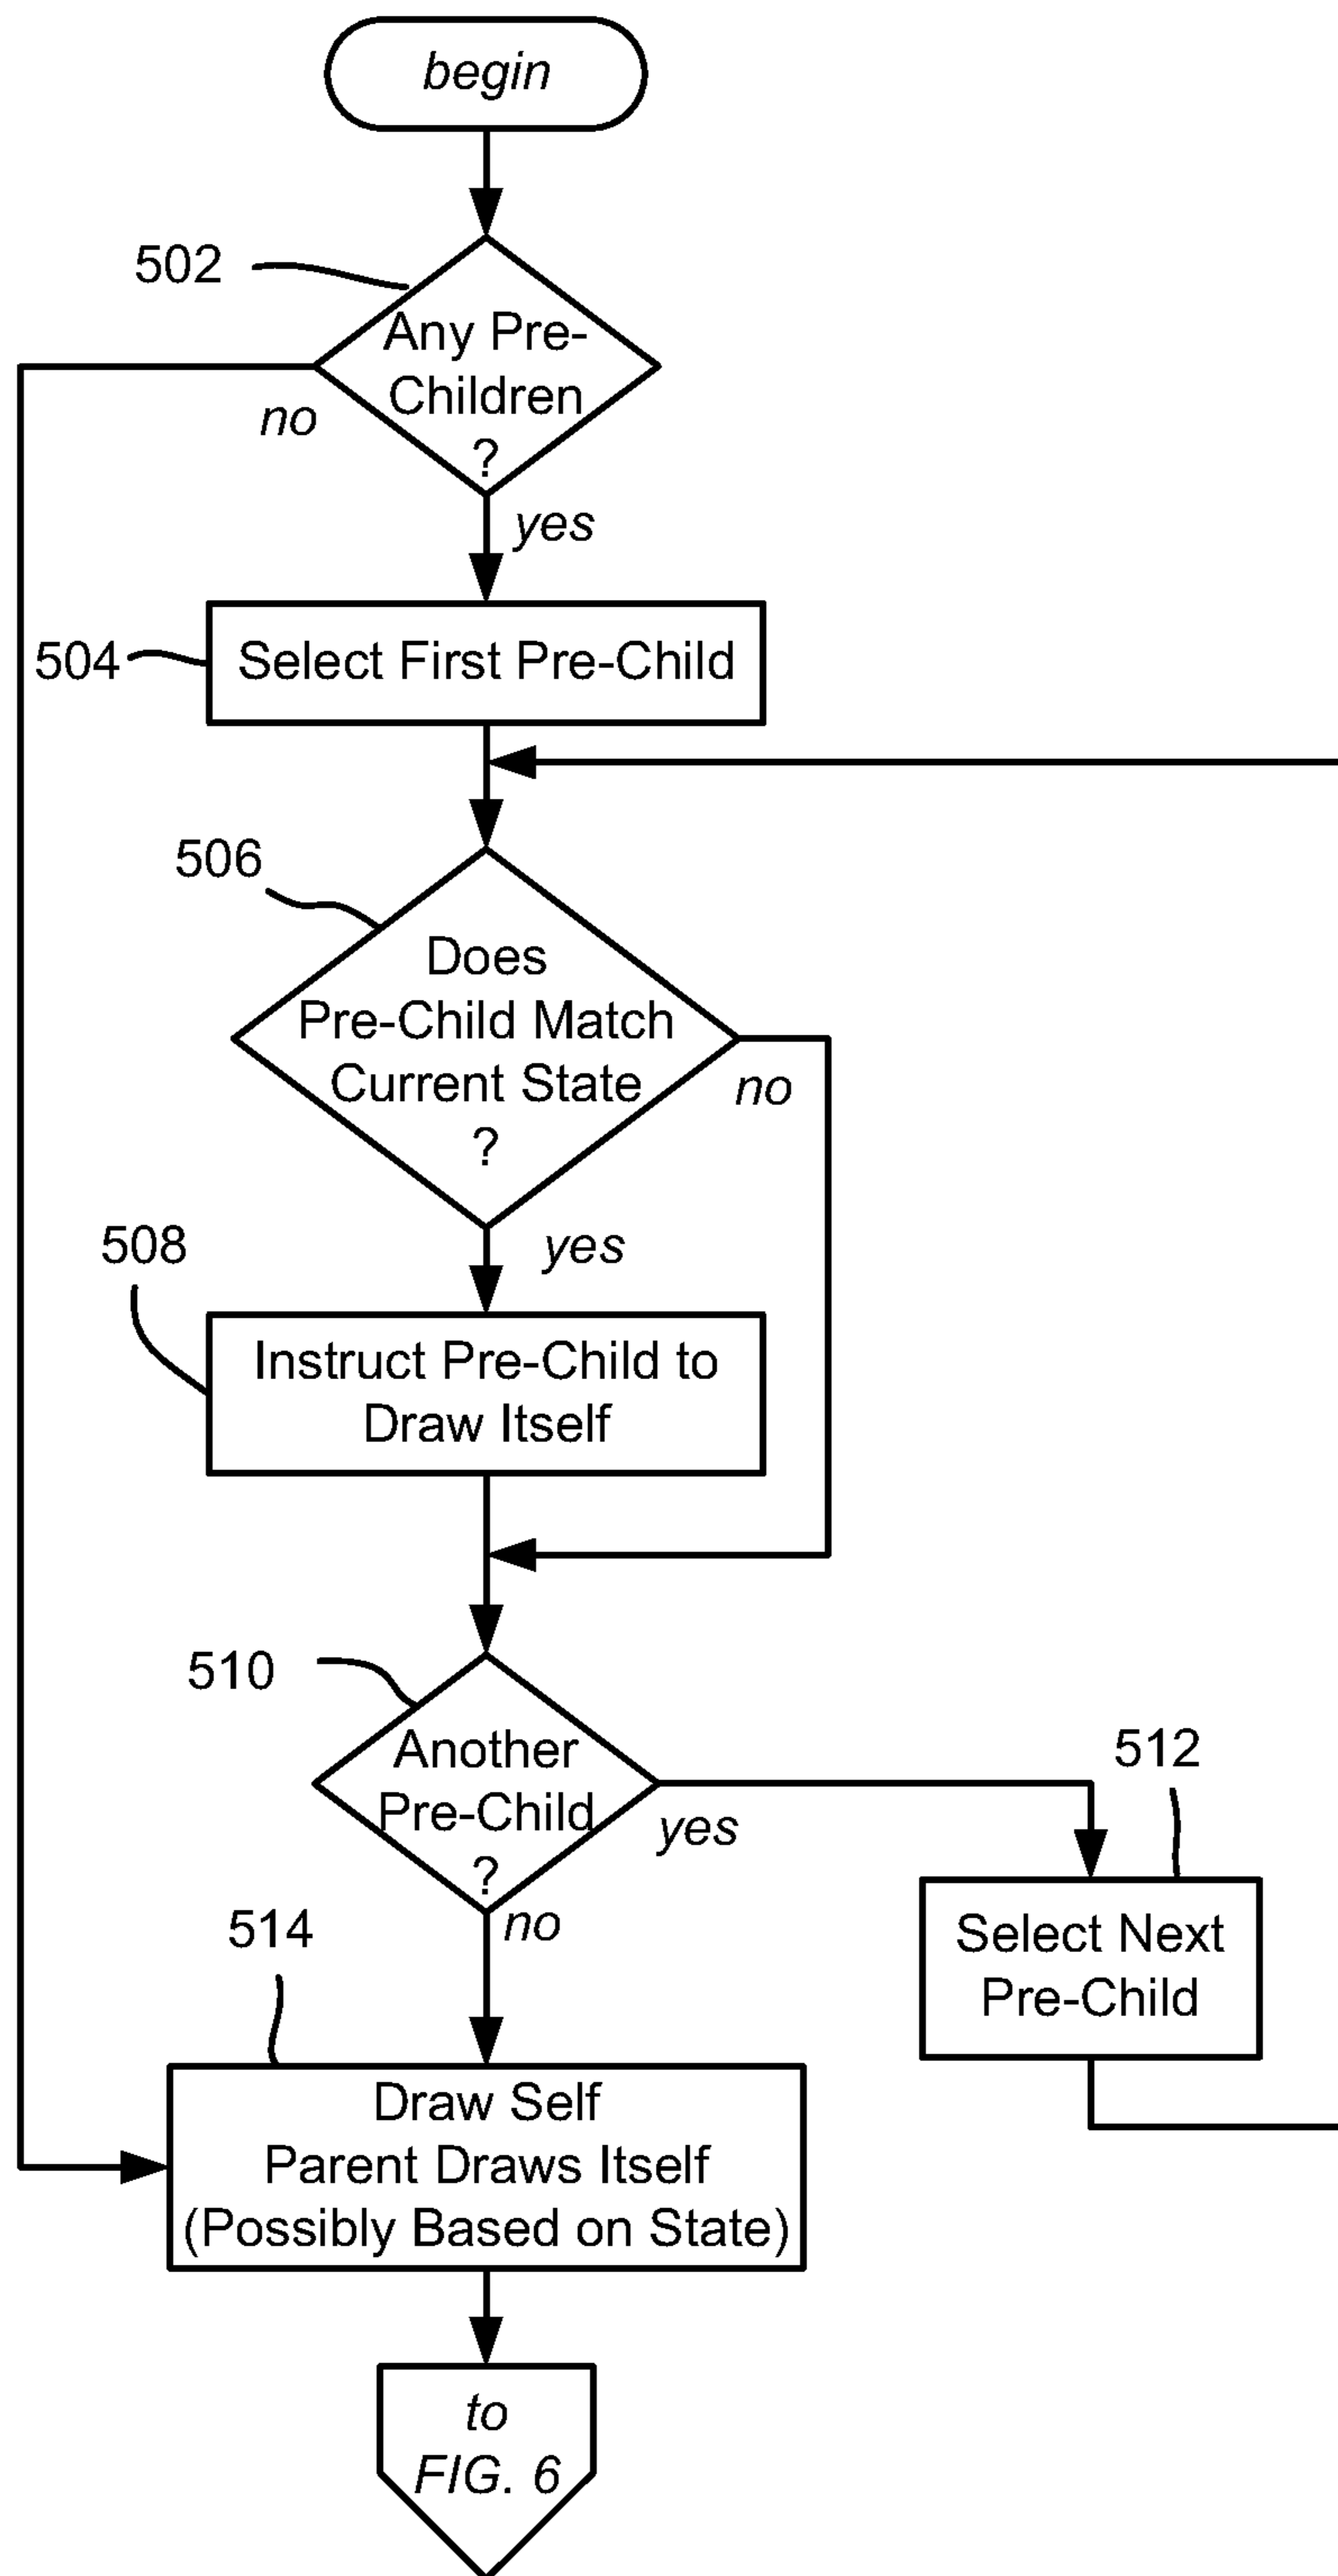 begin
502
Any Pre-
Children
?
no
yes
504
Select First Pre-Child
506
Does
Pre-Child Match
Current State
?
no
yes
508
Instruct Pre-Child to
Draw Itself
510
Another
Pre-Child
?
yes
no
512
Select Next
Pre-Child
514
Draw Self
Parent Draws Itself
(Possibly Based on State)
to
FIG. 6